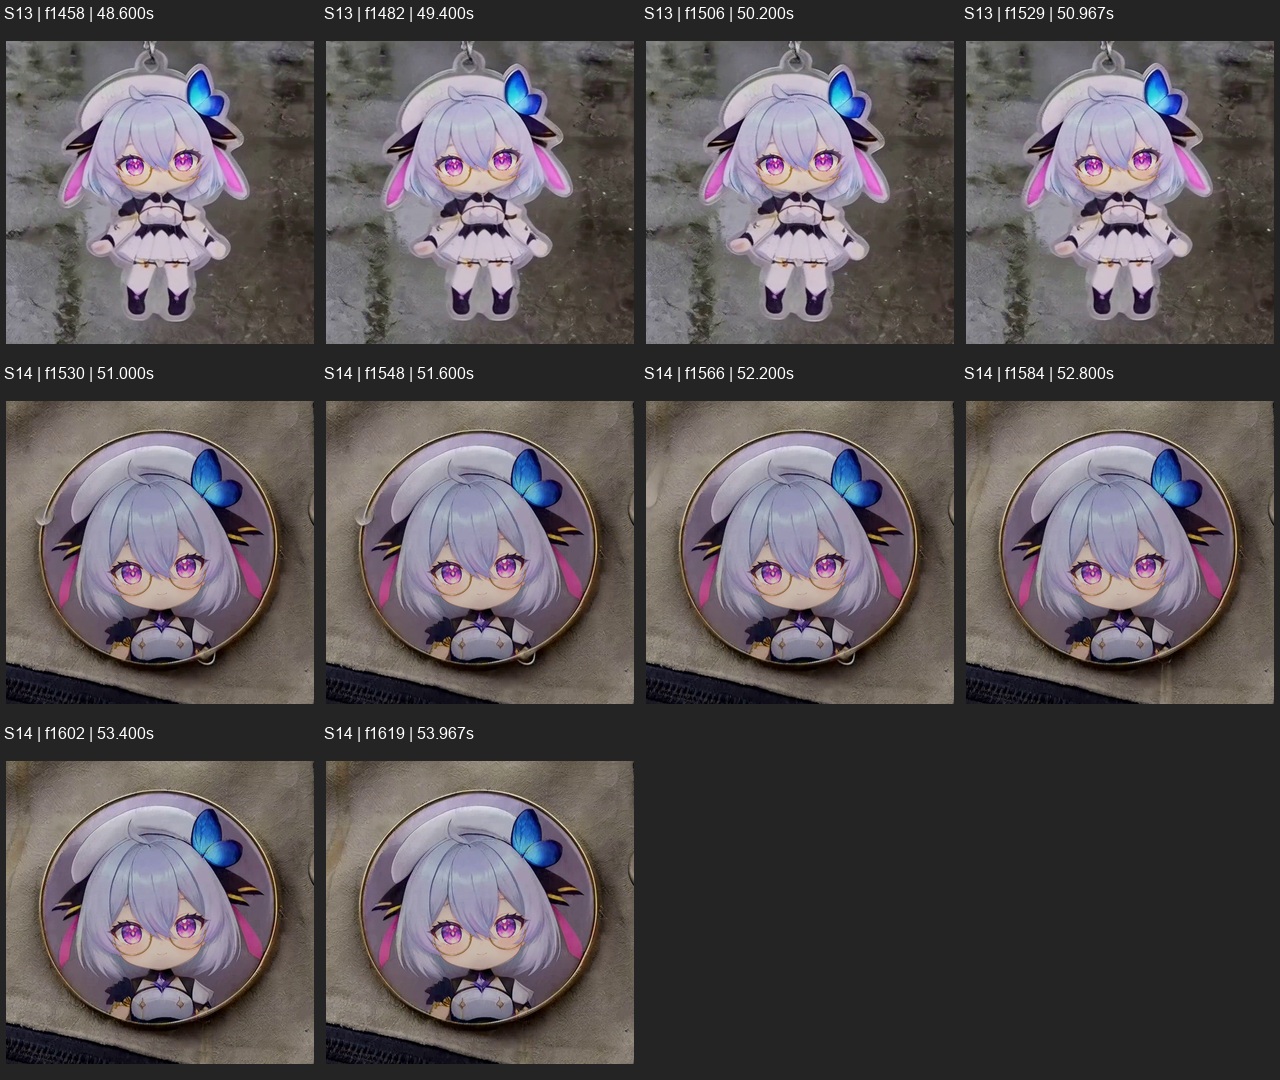 S13 | f1458 | 48.600s
S13 | f1482 | 49.400s
S13 | f1506 | 50.200s
S13 | f1529 | 50.967s
S14 | f1530 | 51.000s
S14 | f1548 | 51.600s
S14 | f1566 | 52.200s
S14 | f1584 | 52.800s
S14 | f1602 | 53.400s
S14 | f1619 | 53.967s